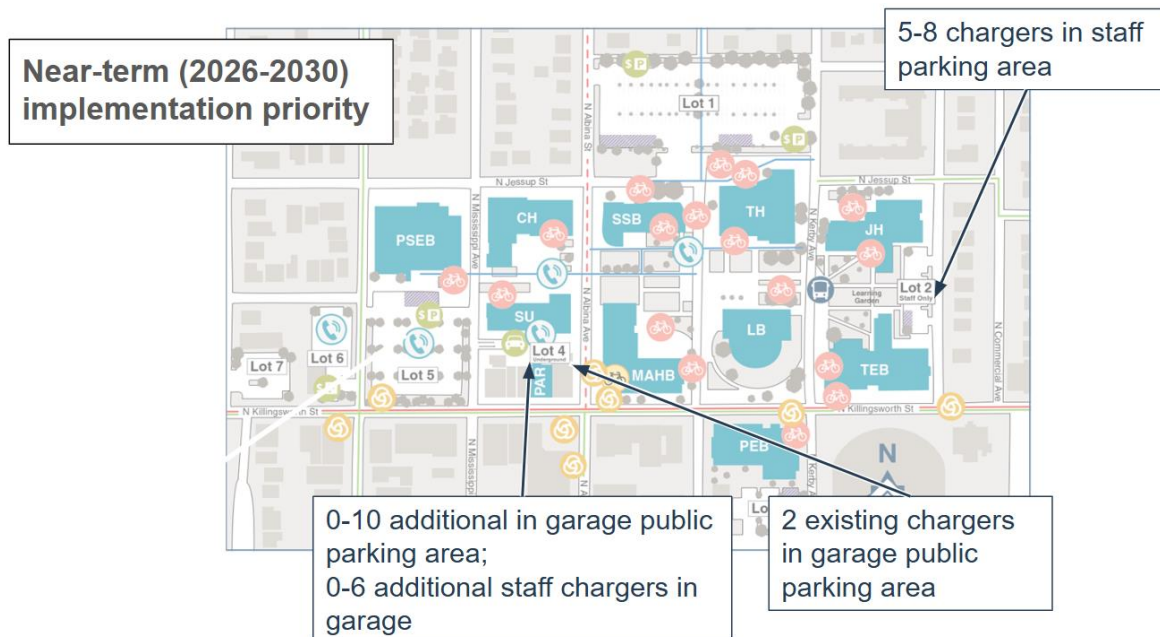 Near-term (2026-2030)
implementation priority
5-8 chargers in staff
parking area
$ P
Lot 1
N Albina St
$ P
N Jessup St
N Jessup St
N Mississippi Ave
CH
SSB
TH
N Kerby Ave
JH
PSEB
Lot 2
Staff Only
Learning
Garden
SU
N Albina Ave
LB
$ P
Lot 4
Underground
Lot 6
Lot 7
Lot 5
PAR
MAHB
TEB
N Commercial Ave
N Killingsworth St
N Killingsworth St
PEB
N
N Mississippi
N A
N Kerby A
Lo
0-10 additional in garage public
parking area;
0-6 additional staff chargers in
garage
2 existing chargers
in garage public
parking area